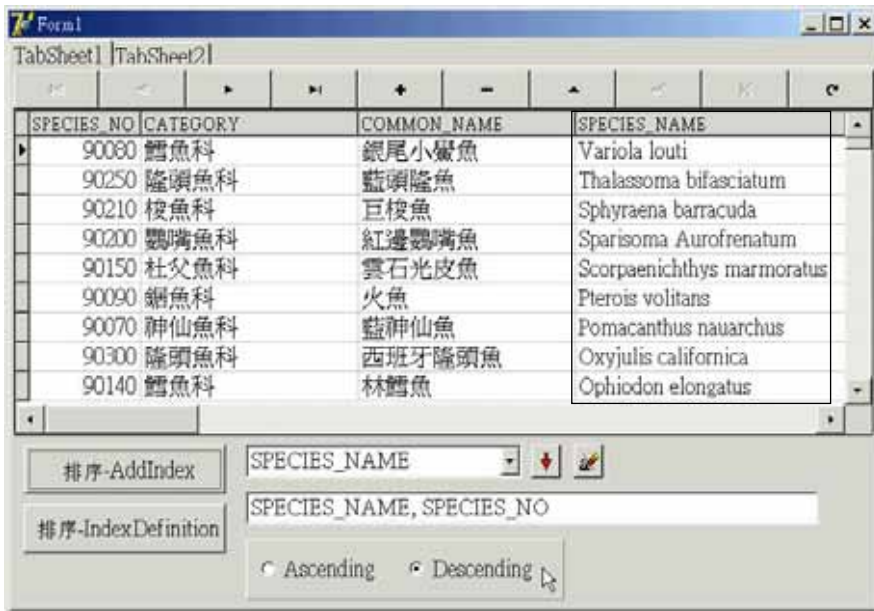 Form1
TabSheet1 TabSheet2
SPECIES_NO CATEGORY COMMON_NAME SPECIES_NAME
90080 鱈魚科 銀尾小鱟魚 Variola louti
90250 隆頭魚科 藍頭隆魚 Thalassoma bifasciatum
90210 梭魚科 巨梭魚 Sphyraena barracuda
90200 鸚嘴魚科 紅邊鸚嘴魚 Sparisoma Aurofrenatum
90150 杜父魚科 雲石光皮魚 Scorpaenichthys marmoratus
90090 鋸魚科 火魚 Pterois volitans
90070 神仙魚科 藍神仙魚 Pomacanthus nauarchus
90300 隆頭魚科 西班牙隆頭魚 Oxyjulis californica
90140 鱈魚科 林鱈魚 Ophiodon elongatus
排序-AddIndex SPECIES_NAME
SPECIES_NAME, SPECIES_NO
排序-IndexDefinition
Ascending Descending